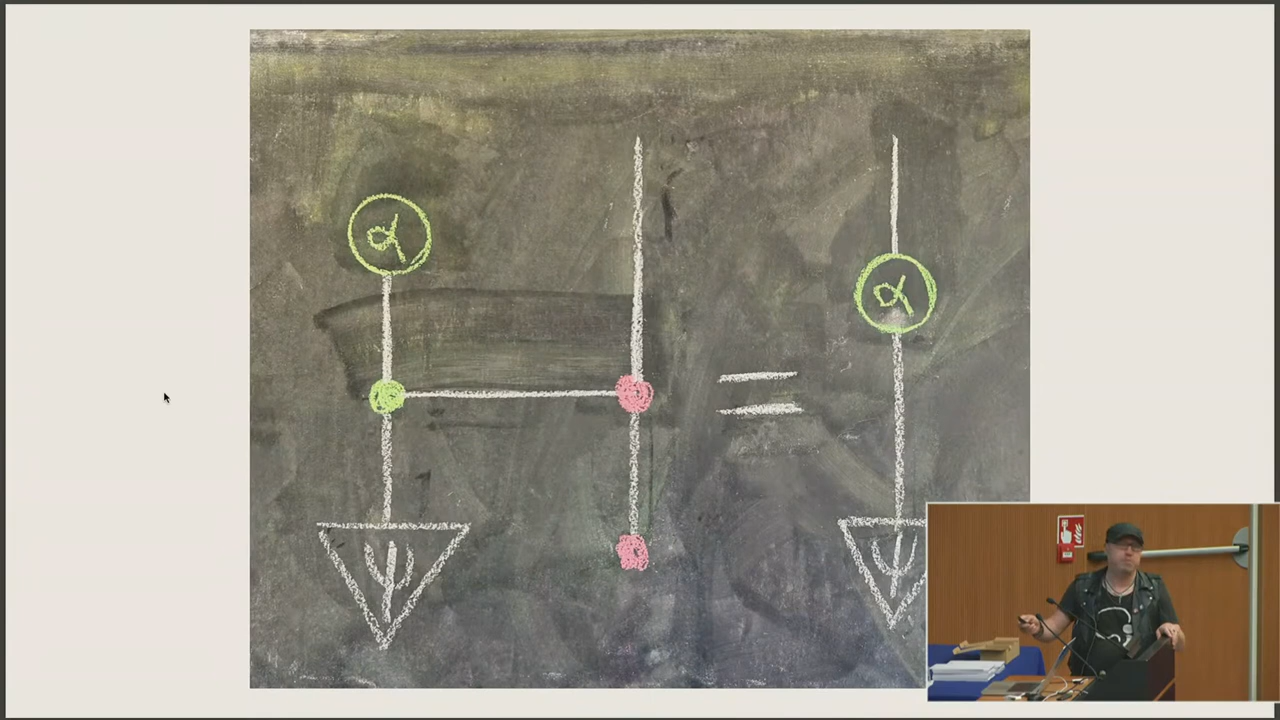 α
α
=
ψ
ψ